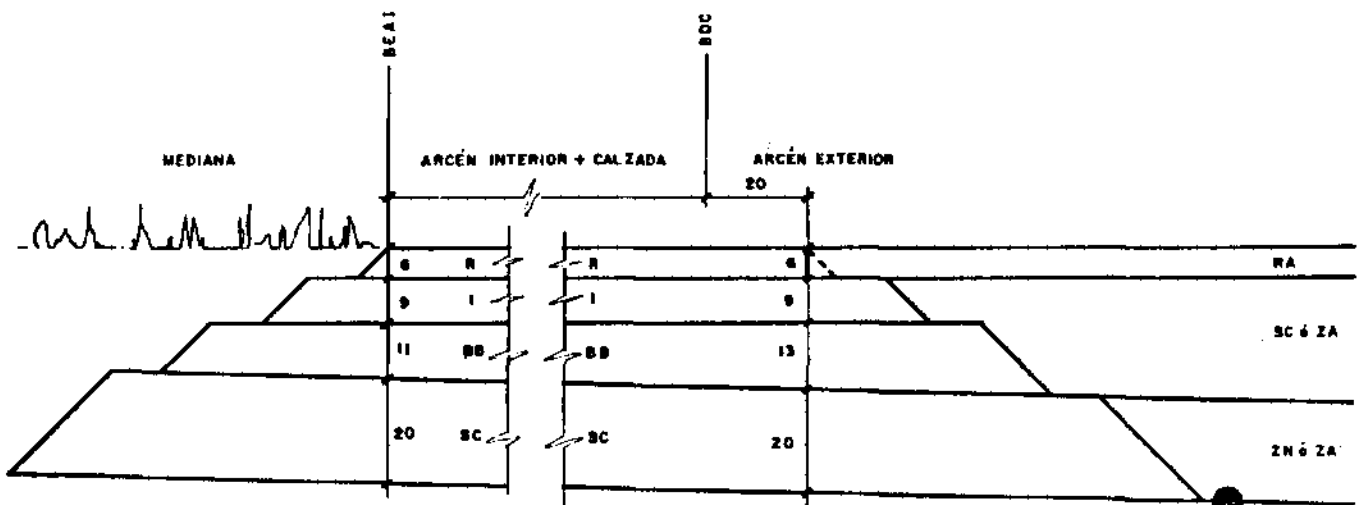 BEAI
BDC
MEDIANA
ARCÉN INTERIOR + CALZADA
ARCÉN EXTERIOR
20
6 R R 6 RA
9 I I 9
SC ó ZA
11 BB BB 13
20 SC SC 20
ZN ó ZA